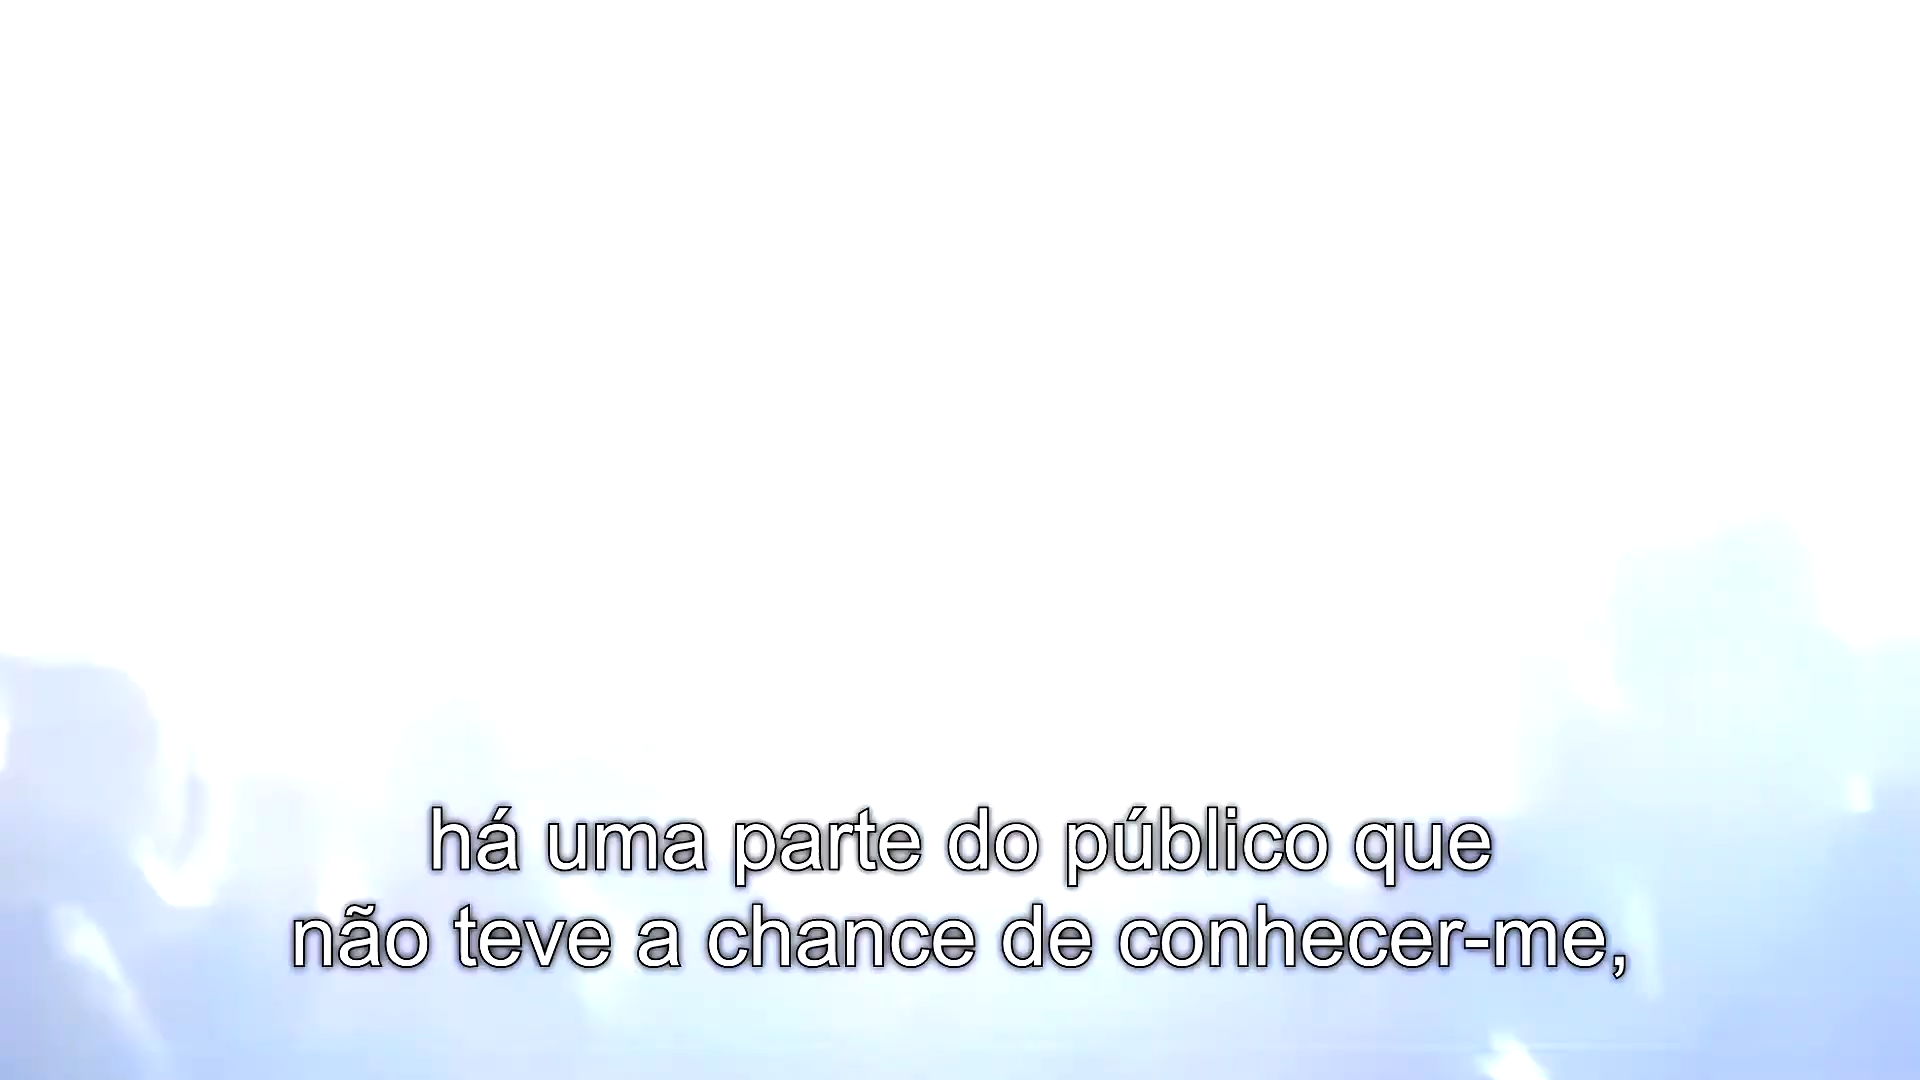 há uma parte do público que
não teve a chance de conhecer-me,